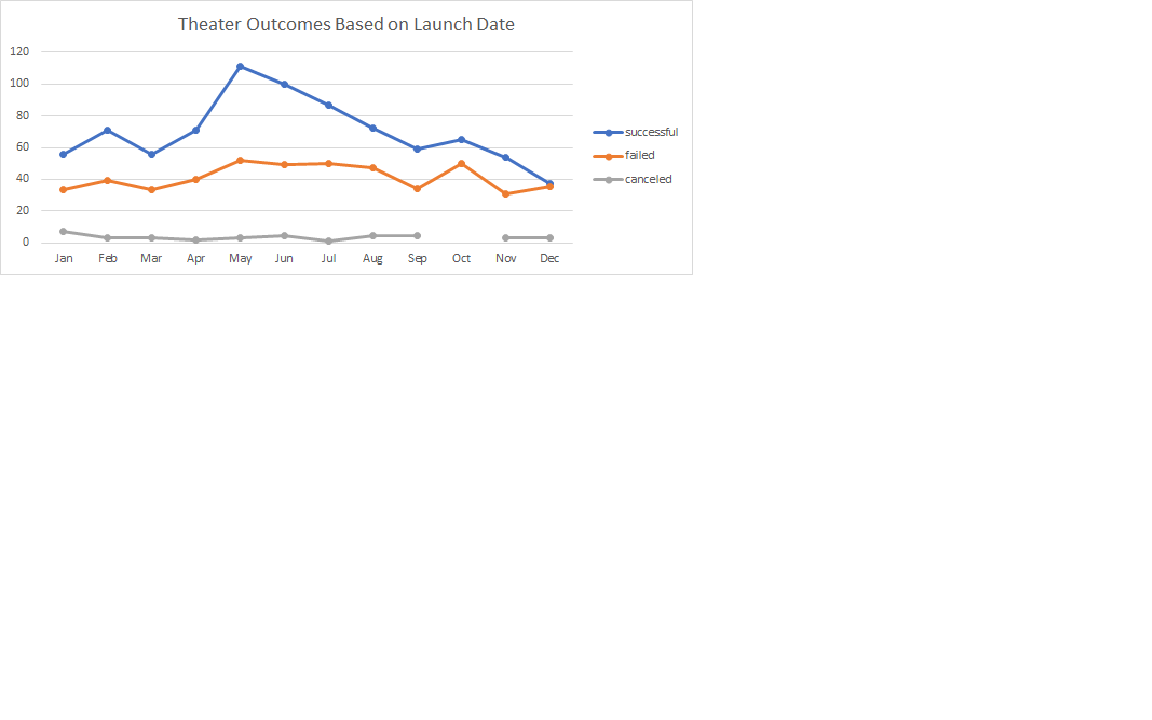 Theater Outcomes Based on Launch Date
120
100
80
60
40
20
0
Jan Feb Mar Apr May Jun Jul Aug Sep Oct Nov Dec
successful
failed
canceled